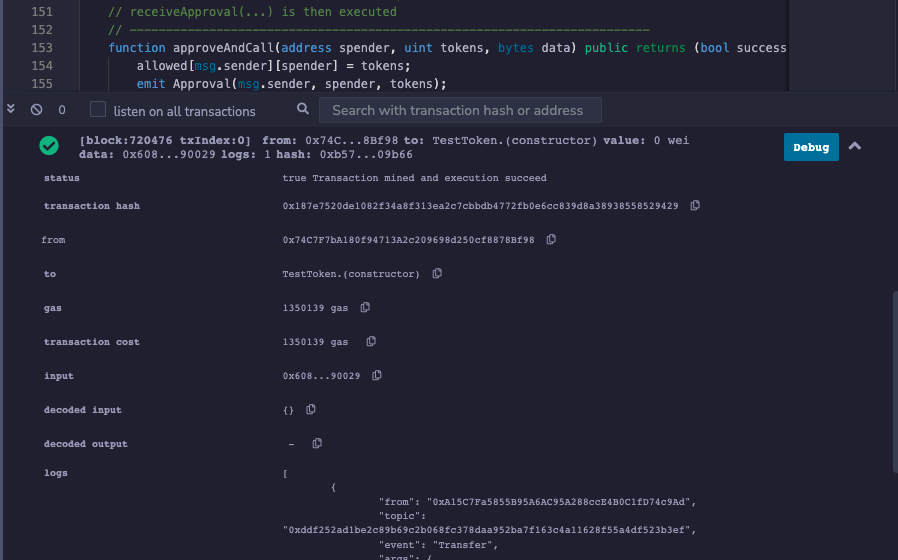 151 // receiveApproval(...) is then executed
152 // ------------------------------------------------------------------------
153 function approveAndCall(address spender, uint tokens, bytes data) public returns (bool success
154 allowed[msg.sender][spender] = tokens;
155 emit Approval(msg.sender, spender, tokens);
0 listen on all transactions Search with transaction hash or address
[block:720476 txIndex:0] from: 0x74C...8Bf98 to: TestToken.(constructor) value: 0 wei
data: 0x608...90029 logs: 1 hash: 0xb57...09b66
Debug
status true Transaction mined and execution succeed
transaction hash 0x187e7520de1082f34a8f313ea2c7cbbdb4772fb0e6cc839d8a38938558529429
from 0x74C7F7bA180f94713A2c209698d250cf8878Bf98
to TestToken.(constructor)
gas 1350139 gas
transaction cost 1350139 gas
input 0x608...90029
decoded input {}
decoded output -
logs [
{
"from": "0xA15C7Fa5855B95A6AC95A288ccE4B0C1fD74c9Ad",
"topic":
"0xddf252ad1be2c89b69c2b068fc378daa952ba7f163c4a11628f55a4df523b3ef",
"event": "Transfer",
"args": {